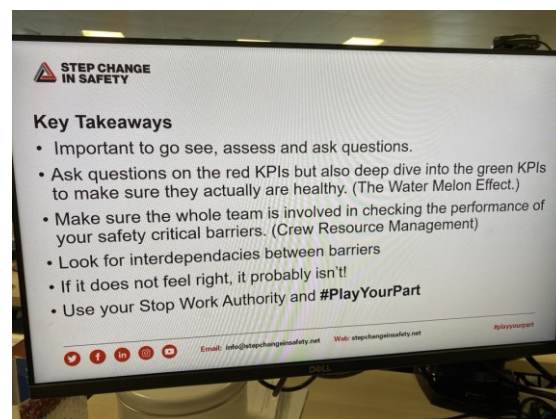 STEP CHANGE
IN SAFETY
Key Takeaways
• Important to go see, assess and ask questions.
• Ask questions on the red KPIs but also deep dive into the green KPIs
to make sure they actually are healthy. (The Water Melon Effect.)
• Make sure the whole team is involved in checking the performance of
your safety critical barriers. (Crew Resource Management)
• Look for interdependacies between barriers
• If it does not feel right, it probably isn't!
• Use your Stop Work Authority and #PlayYourPart
Email: info@stepchangeinsafety.net Web: stepchangeinsafety.net #playyourpart
DELL